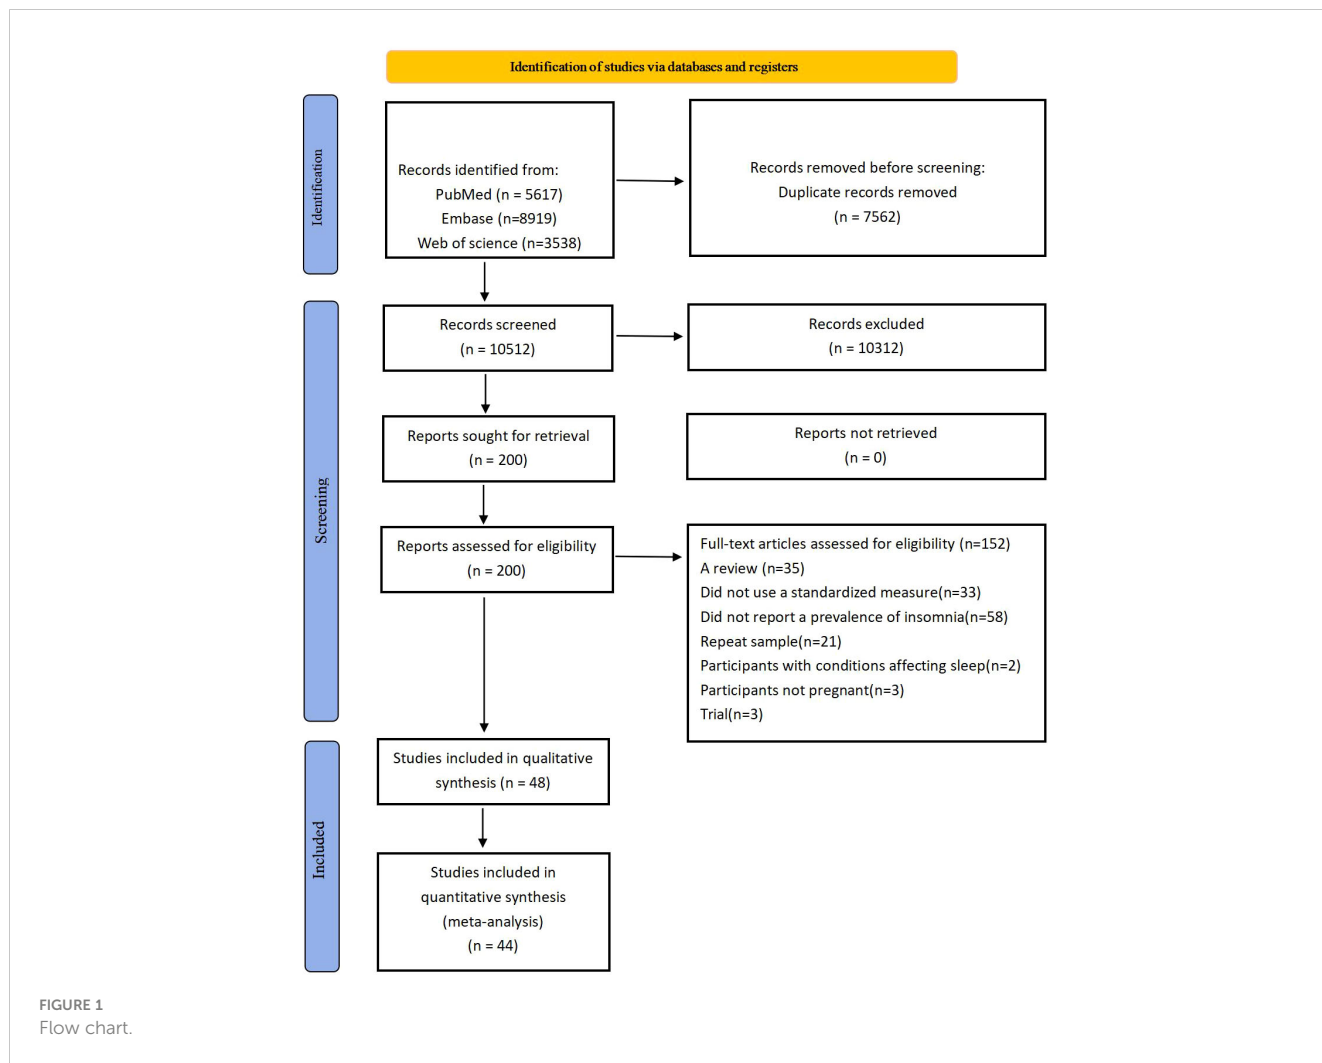 Identification of studies via databases and registers
Identification
Records identified from:
PubMed (n = 5617)
Embase (n=8919)
Web of science (n=3538)
Records removed before screening:
Duplicate records removed
(n = 7562)
Screening
Records screened
(n = 10512)
Records excluded
(n = 10312)
Reports sought for retrieval
(n = 200)
Reports not retrieved
(n = 0)
Reports assessed for eligibility
(n = 200)
Full-text articles assessed for eligibility (n=152)
A review (n=35)
Did not use a standardized measure(n=33)
Did not report a prevalence of insomnia(n=58)
Repeat sample(n=21)
Participants with conditions affecting sleep(n=2)
Participants not pregnant(n=3)
Trial(n=3)
Included
Studies included in qualitative
synthesis (n = 48)
Studies included in
quantitative synthesis
(meta-analysis)
(n = 44)
FIGURE 1
Flow chart.